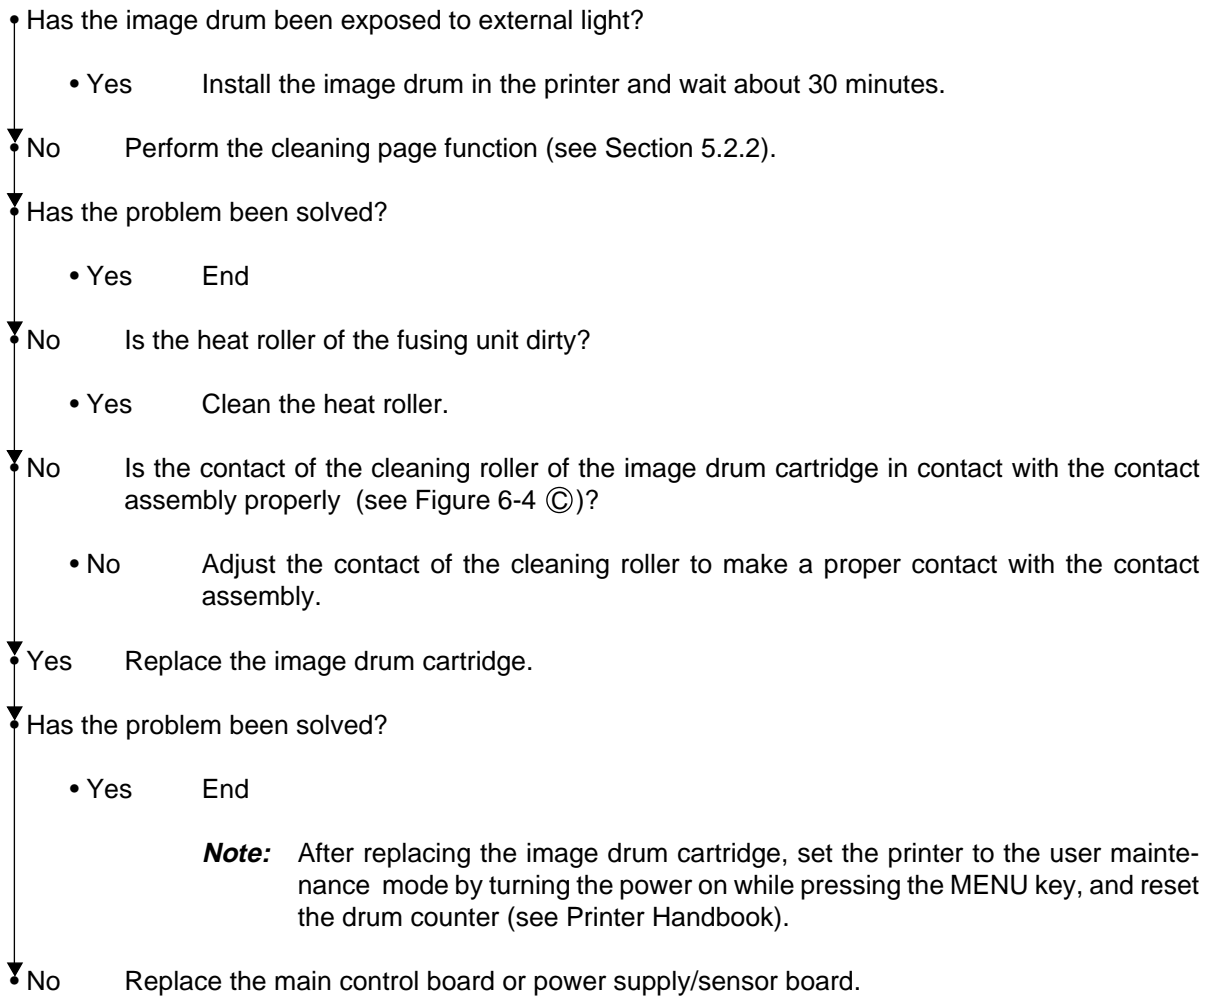 • Has the image drum been exposed to external light?
• Yes Install the image drum in the printer and wait about 30 minutes.
• No Perform the cleaning page function (see Section 5.2.2).
• Has the problem been solved?
• Yes End
• No Is the heat roller of the fusing unit dirty?
• Yes Clean the heat roller.
• No Is the contact of the cleaning roller of the image drum cartridge in contact with the contact
assembly properly (see Figure 6-4 Ⓒ)?
• No Adjust the contact of the cleaning roller to make a proper contact with the contact
assembly.
• Yes Replace the image drum cartridge.
• Has the problem been solved?
• Yes End
Note: After replacing the image drum cartridge, set the printer to the user mainte-
nance mode by turning the power on while pressing the MENU key, and reset
the drum counter (see Printer Handbook).
• No Replace the main control board or power supply/sensor board.